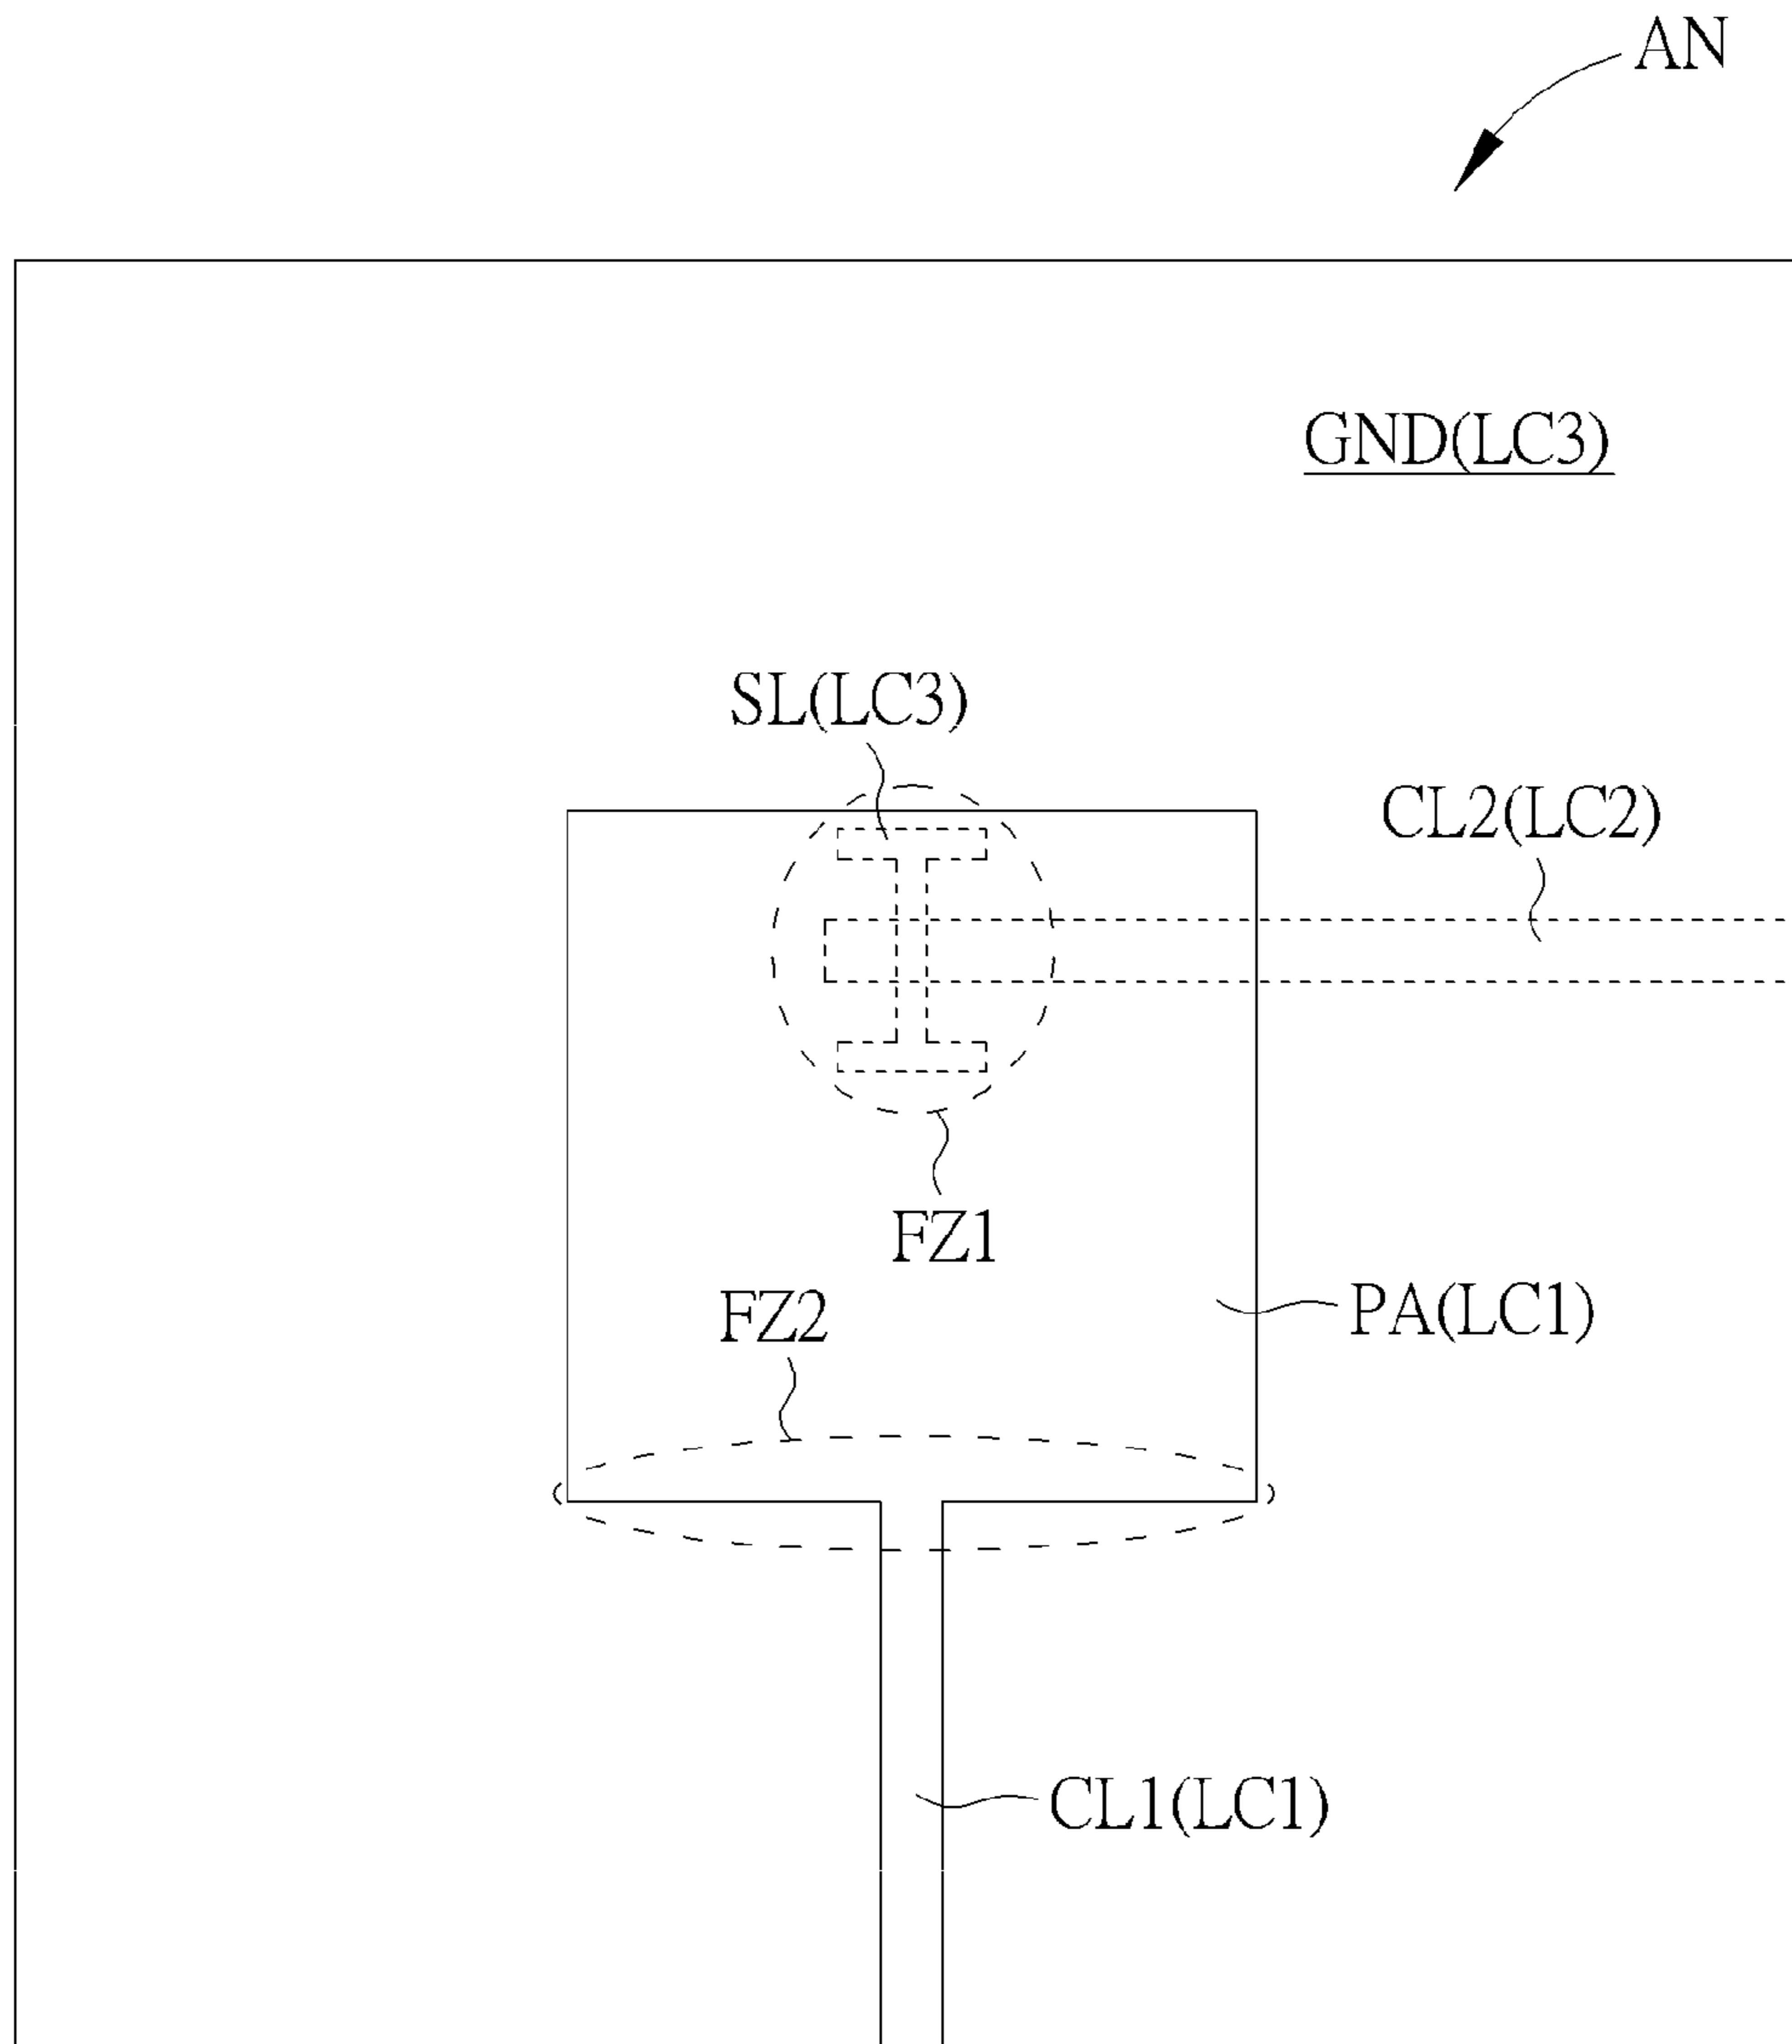 AN
GND(LC3)
SL(LC3)
CL2(LC2)
FZ1
FZ2
PA(LC1)
CL1(LC1)